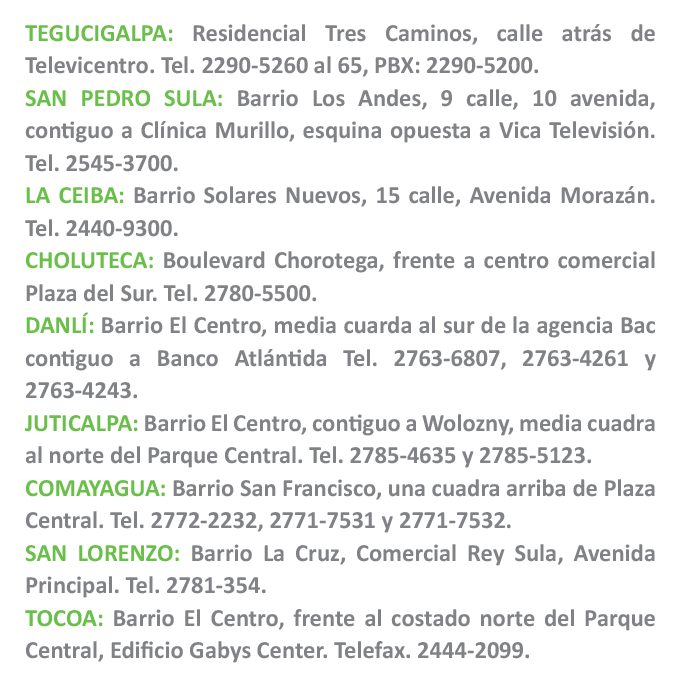 TEGUCIGALPA: Residencial Tres Caminos, calle atrás de
Televicentro. Tel. 2290-5260 al 65, PBX: 2290-5200.
SAN PEDRO SULA: Barrio Los Andes, 9 calle, 10 avenida,
contiguo a Clínica Murillo, esquina opuesta a Vica Televisión.
Tel. 2545-3700.
LA CEIBA: Barrio Solares Nuevos, 15 calle, Avenida Morazán.
Tel. 2440-9300.
CHOLUTECA: Boulevard Chorotega, frente a centro comercial
Plaza del Sur. Tel. 2780-5500.
DANLÍ: Barrio El Centro, media cuarda al sur de la agencia Bac
contiguo a Banco Atlántida Tel. 2763-6807, 2763-4261 y
2763-4243.
JUTICALPA: Barrio El Centro, contiguo a Wolozny, media cuadra
al norte del Parque Central. Tel. 2785-4635 y 2785-5123.
COMAYAGUA: Barrio San Francisco, una cuadra arriba de Plaza
Central. Tel. 2772-2232, 2771-7531 y 2771-7532.
SAN LORENZO: Barrio La Cruz, Comercial Rey Sula, Avenida
Principal. Tel. 2781-354.
TOCOA: Barrio El Centro, frente al costado norte del Parque
Central, Edificio Gabys Center. Telefax. 2444-2099.